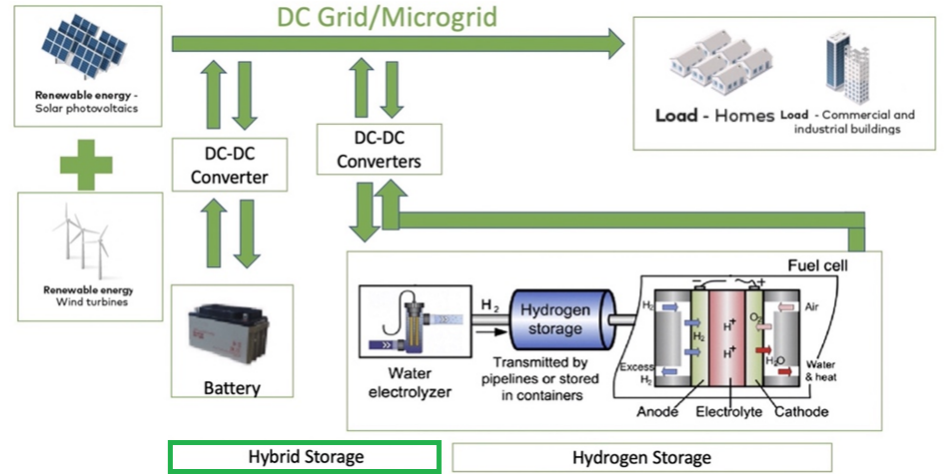 DC Grid/Microgrid
Renewable energy -
Solar photovoltaics
Load - Homes
Load - Commercial and
industrial buildings
DC-DC
Converter
DC-DC
Converters
Renewable energy
Wind turbines
Battery
Fuel cell
Water
electrolyzer
H2
Hydrogen
storage
Transmitted by
pipelines or stored
in containers
− +
H2
Air
O2
H+
H2
H+
H2O
Excess
H2
Water
& heat
Anode
Electrolyte
Cathode
Hybrid Storage
Hydrogen Storage